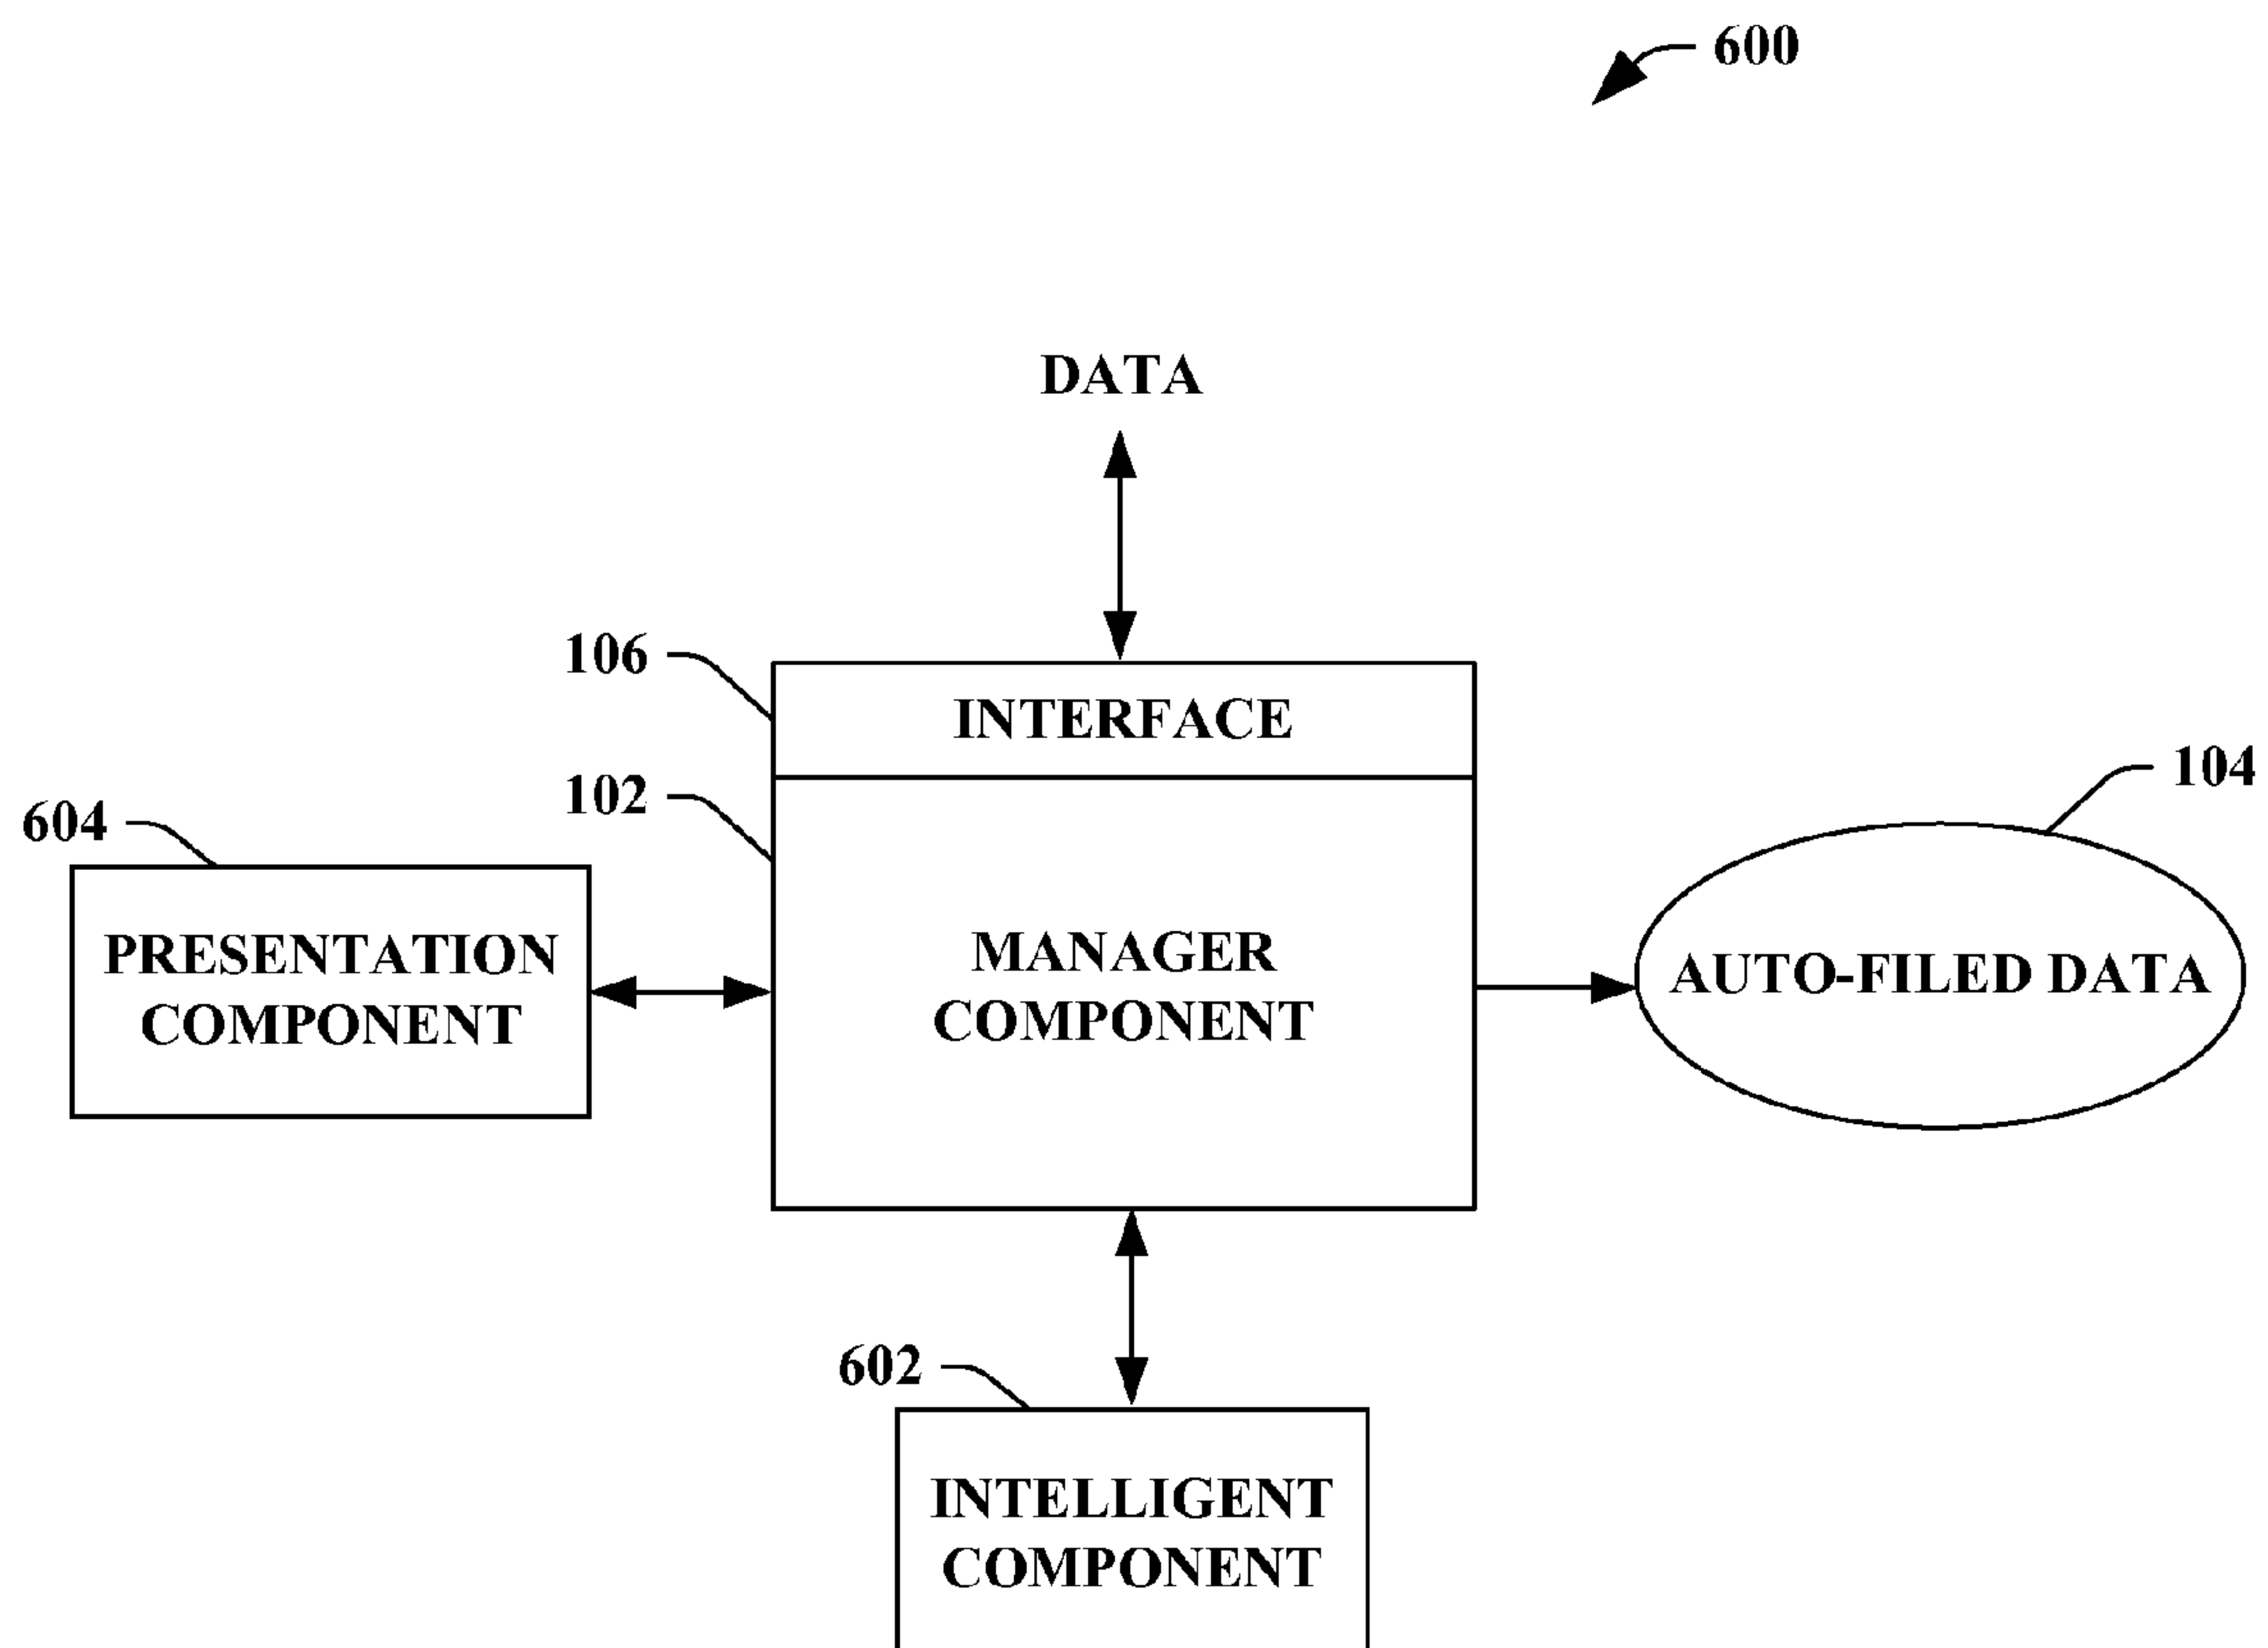 600
DATA
106
INTERFACE
102
104
604
PRESENTATION
COMPONENT
MANAGER
COMPONENT
AUTO-FILED DATA
602
INTELLIGENT
COMPONENT